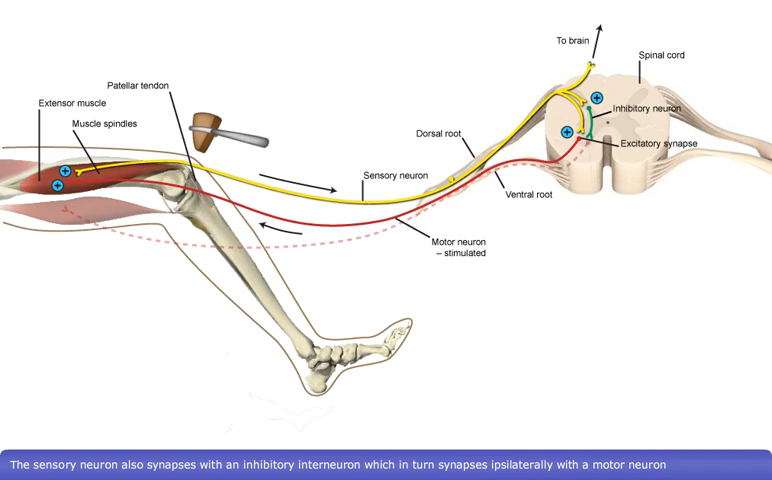 To brain
Spinal cord
Patellar tendon
Extensor muscle
Inhibitory neuron
Muscle spindles
Dorsal root
Excitatory synapse
Sensory neuron
Ventral root
Motor neuron
– stimulated
The sensory neuron also synapses with an inhibitory interneuron which in turn synapses ipsilaterally with a motor neuron